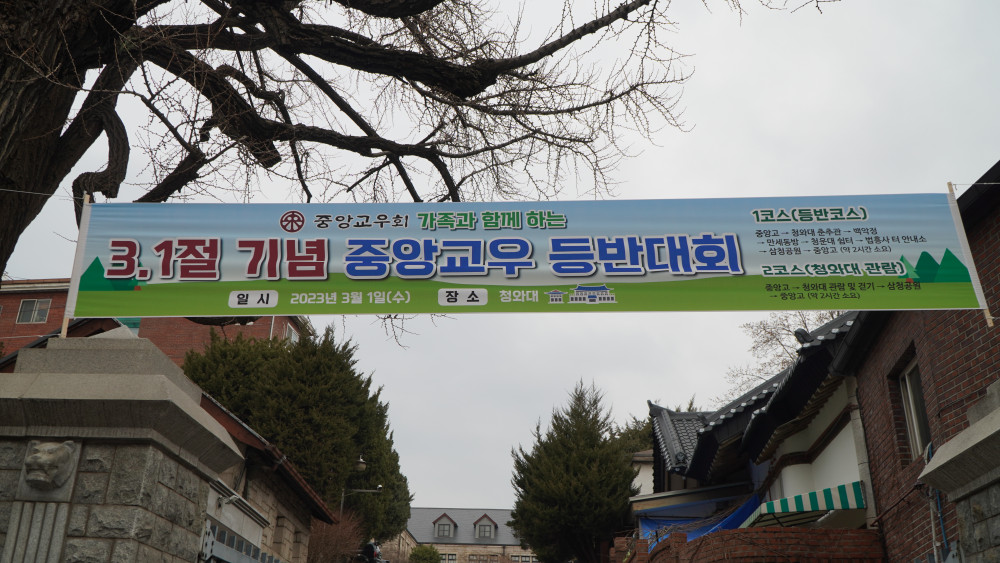 중앙교우회 가족과 함께 하는
3.1절 기념 중앙교우 등반대회
일 시 2023년 3월 1일(수) 장 소 청와대
1코스(등반코스)
중앙고 → 청와대 춘추관 → 백악정
→ 만세동방 → 청운대 쉼터 → 법흥사 터 안내소
→ 삼청공원 → 중앙고 (약 2시간 소요)
2코스(청와대 관람)
중앙고 → 청와대 관람 및 걷기 → 삼청공원
→ 중앙고 (약 2시간 소요)